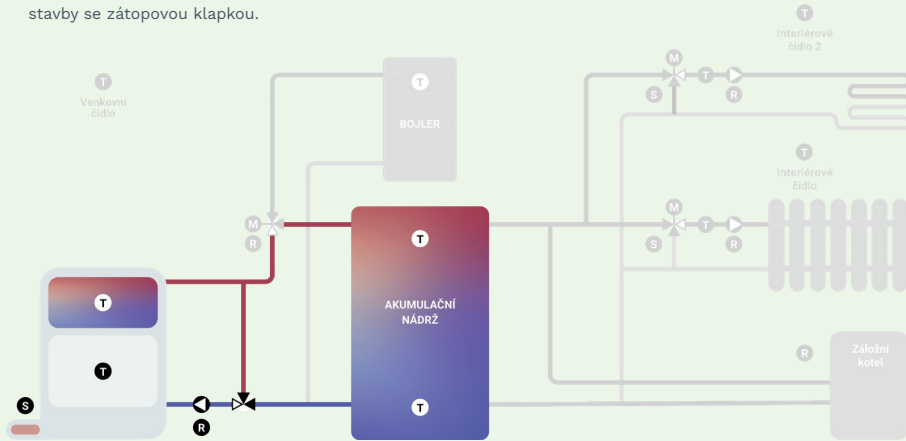 stavby se zátopovou klapkou.
T
Interiérové
čidlo 2
M
T
T
T
Venkovní
čidlo
S
R
BOJLER
T
Interiérové
čidlo
M
M
T
R
T
S
R
AKUMULAČNÍ
NÁDRŽ
T
R
Záložní
kotel
T
S
T
R